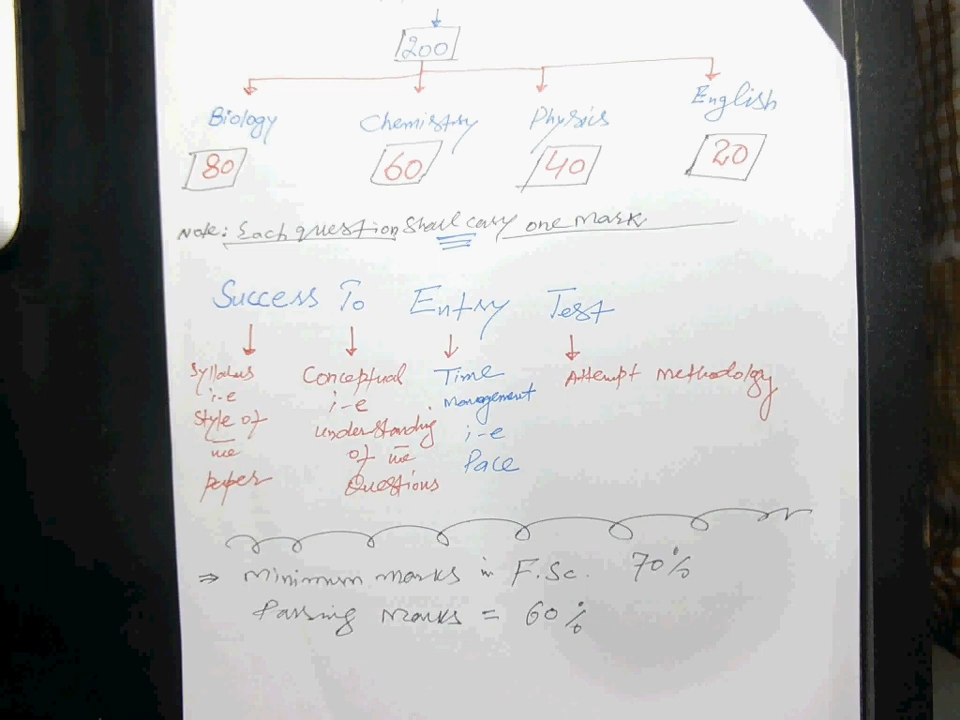 200
Biology Chemistry Physics English
80 60 40 20
Note: Each question Shall cary one mark
Success To Entry Test
Syllabus i-e Style of the paper
Conceptual i-e understanding of the Questions
Time Management i-e Pace
Attempt methodology
⇒ Minimum marks in F.Sc. 70%
Passing Marks = 60%